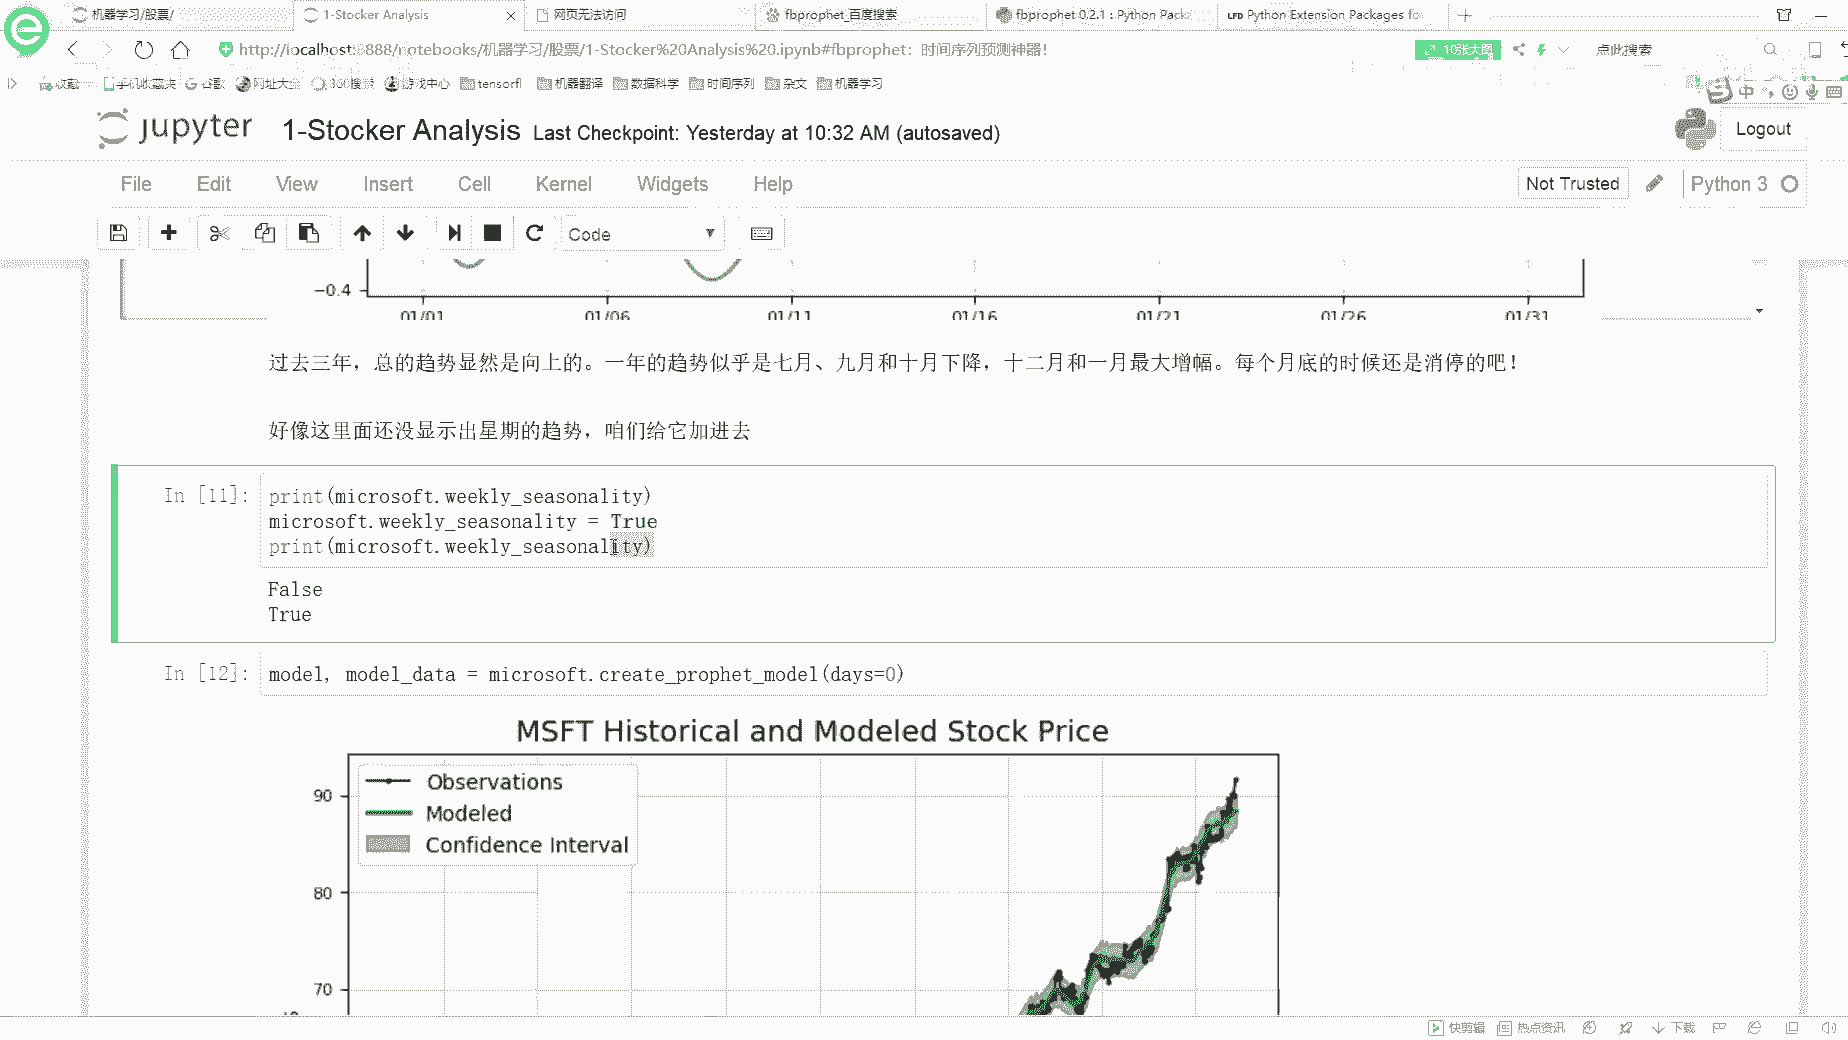 机器学习/股票/
1-Stocker Analysis
网页无法访问
fbprophet_百度搜索
fbprophet 0.2.1 : Python Pack
LFD Python Extension Packages fo
http://localhost:8888/notebooks/机器学习/股票/1-Stocker%20Analysis%20.ipynb#fbprophet：时间序列预测神器!
10张大图
点此搜索
收藏
手机收藏夹
谷歌
网址大全
360搜索
游戏中心
tensorfl
机器翻译
数据科学
时间序列
杂文
机器学习
中
jupyter
1-Stocker Analysis
Last Checkpoint: Yesterday at 10:32 AM (autosaved)
Logout
File
Edit
View
Insert
Cell
Kernel
Widgets
Help
Not Trusted
Python 3
Code
−0.4
01/01
01/06
01/11
01/16
01/21
01/26
01/31
过去三年，总的趋势显然是向上的。一年的趋势似乎是七月、九月和十月下降，十二月和一月最大增幅。每个月底的时候还是消停的吧！
好像这里面还没显示出星期的趋势，咱们给它加进去
In [11]:
print(microsoft.weekly_seasonality)
microsoft.weekly_seasonality = True
print(microsoft.weekly_seasonality)
False
True
In [12]:
model, model_data = microsoft.create_prophet_model(days=0)
MSFT Historical and Modeled Stock Price
Observations
Modeled
Confidence Interval
90
80
70
快剪辑
热点资讯
下载